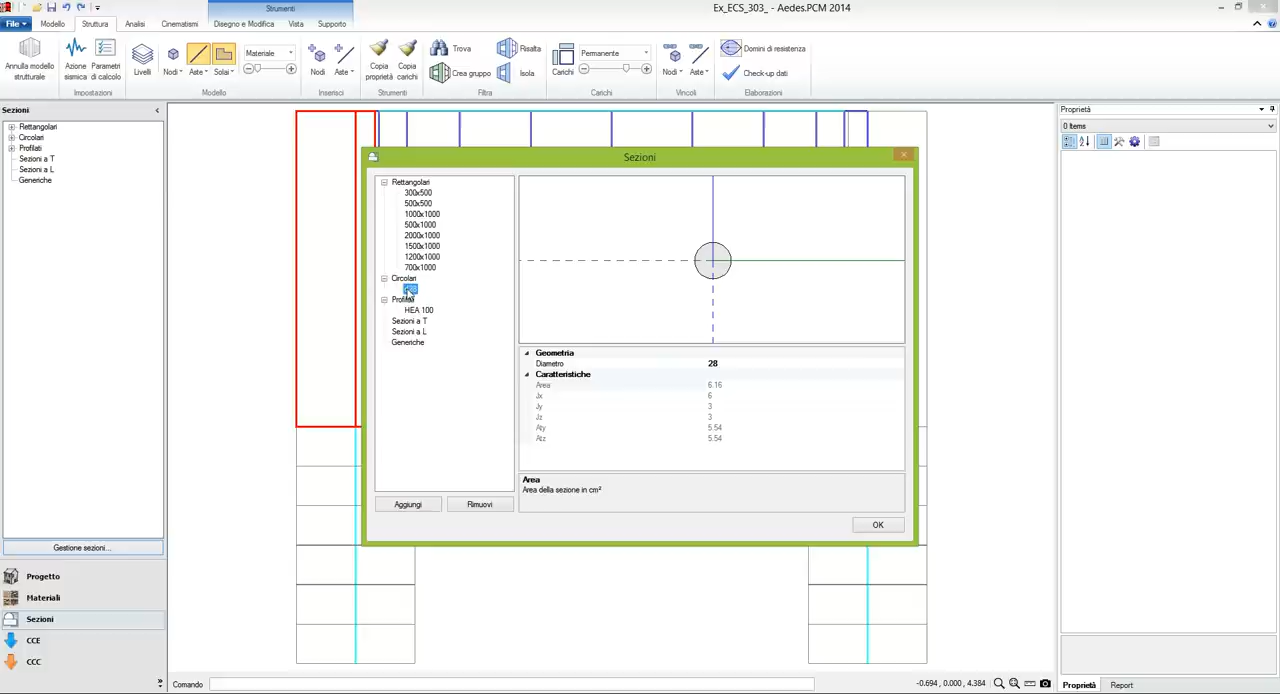 Ex_ECS_303_ - Aedes.PCM 2014
Strumenti
File
Modello
Struttura
Analisi
Cinematismi
Disegno e Modifica
Vista
Supporto
Annulla modello
strutturale
Azione
sismica
Parametri
di calcolo
Impostazioni
Livelli
Nodi
Aste
Solai
Materiale
Modello
Nodi
Aste
Inserisci
Copia
proprietà
Copia
carichi
Strumenti
Trova
Crea gruppo
Risalta
Isola
Filtra
Carichi
Permanente
Carichi
Nodi
Aste
Vincoli
Domini di resistenza
Check-up dati
Elaborazioni
Sezioni
Rettangolari
Circolari
Profilati
Sezioni a T
Sezioni a L
Generiche
Gestione sezioni...
Progetto
Materiali
Sezioni
CCE
CCC
Sezioni
Rettangolari
300x500
500x500
1000x1000
500x1000
2000x1000
1500x1000
1200x1000
700x1000
Circolari
Profilati
HEA 100
Sezioni a T
Sezioni a L
Generiche
Aggiungi
Rimuovi
Geometria
Diametro 28
Caratteristiche
Area 6.16
Jx 6
Jy 3
Jz 3
Aty 5.54
Atz 5.54
Area
Area della sezione in cm²
OK
Proprietà
0 Items
Comando
-0.694, 0.000, 4.384
Proprietà
Report